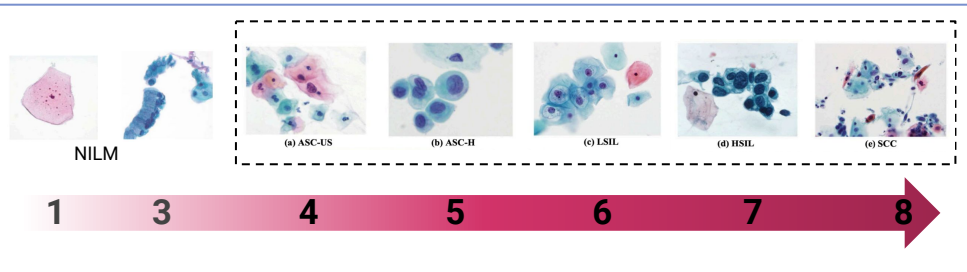 (a) ASC-US (b) ASC-H (c) LSIL (d) HSIL (e) SCC
NILM
1 3 4 5 6 7 8